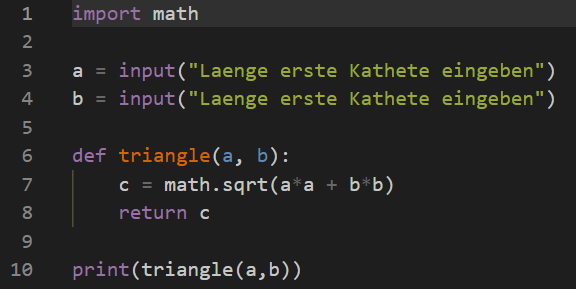 1 import math
2
3 a = input("Laenge erste Kathete eingeben")
4 b = input("Laenge erste Kathete eingeben")
5
6 def triangle(a, b):
7     c = math.sqrt(a*a + b*b)
8     return c
9
10 print(triangle(a,b))